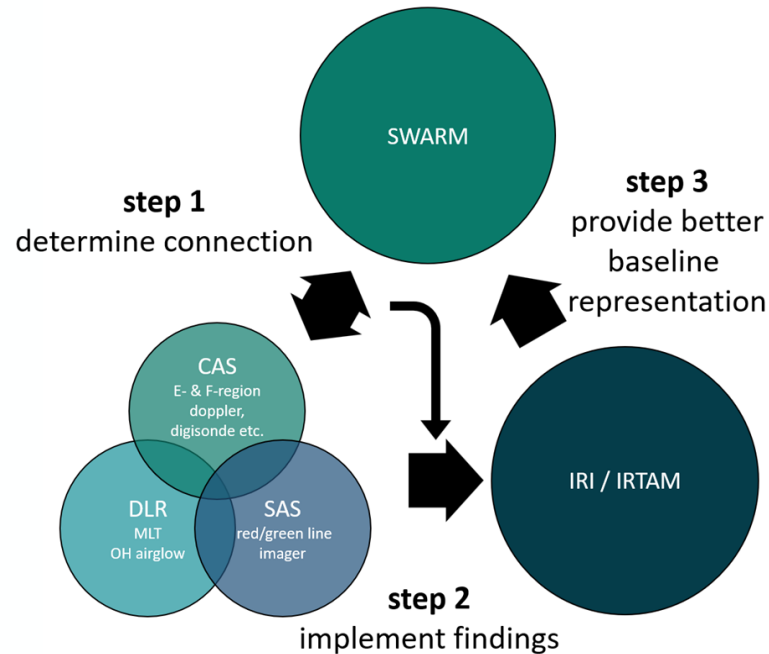 SWARM
step 1
determine connection
step 3
provide better
baseline
representation
CAS
E- & F-region
doppler,
digisonde etc.
DLR
MLT
OH airglow
SAS
red/green line
imager
IRI / IRTAM
step 2
implement findings